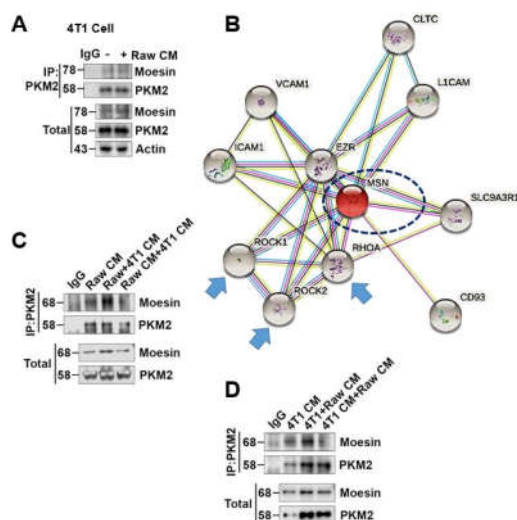 A
4T1 Cell
IgG - + Raw CM
IP: PKM2
78 Moesin
58 PKM2
Total
78 Moesin
58 PKM2
43 Actin
B
CLTC
L1CAM
VCAM1
ICAM1
EZR
MSN
SLC9A3R1
ROCK1
RHOA
ROCK2
CD93
C
IgG Raw CM Raw+4T1 CM Raw CM+4T1 CM
IP:PKM2
68 Moesin
58 PKM2
Total
68 Moesin
58 PKM2
D
IgG 4T1 CM 4T1+Raw CM 4T1 CM+Raw CM
IP:PKM2
68 Moesin
58 PKM2
Total
68 Moesin
58 PKM2